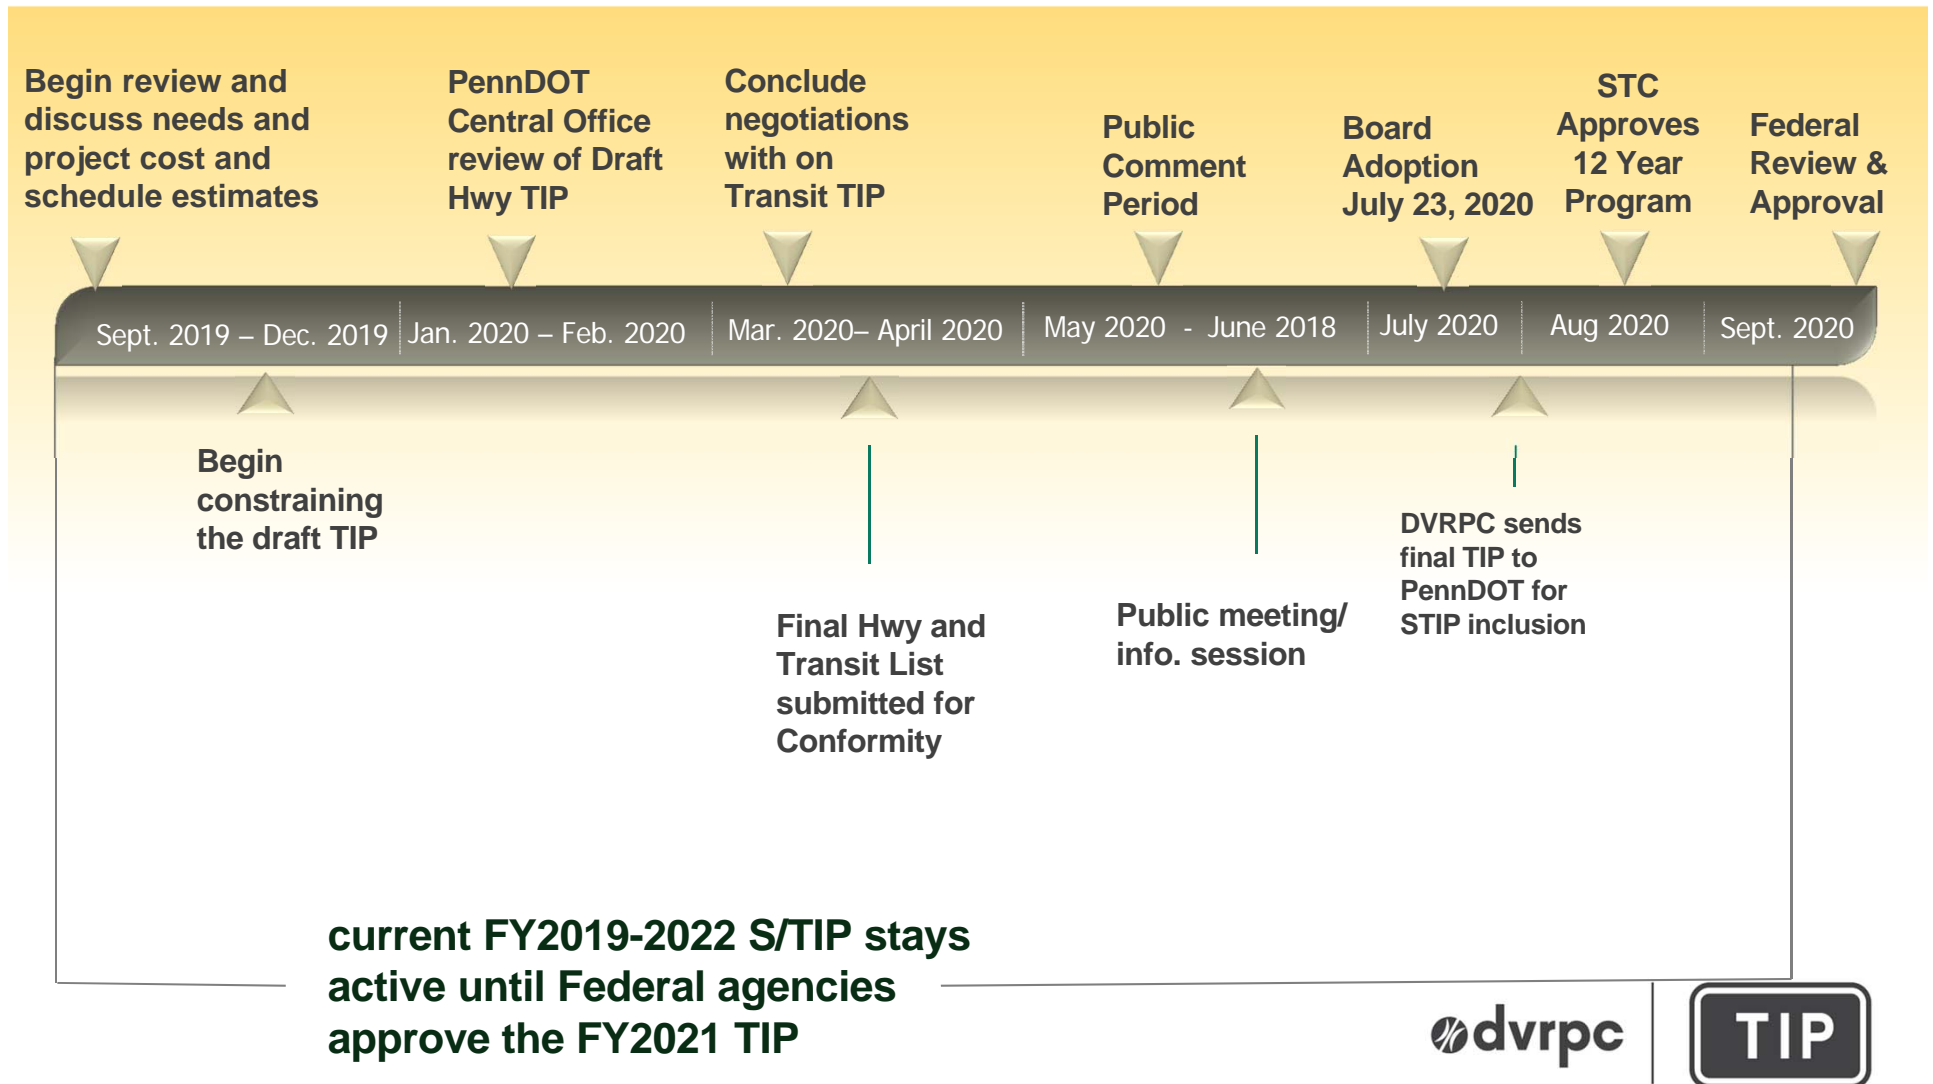 Begin review and
discuss needs and
project cost and
schedule estimates
PennDOT
Central Office
review of Draft
Hwy TIP
Conclude
negotiations
with on
Transit TIP
Public
Comment
Period
Board
Adoption
July 23, 2020
STC
Approves
12 Year
Program
Federal
Review &
Approval
Sept. 2019 – Dec. 2019
Jan. 2020 – Feb. 2020
Mar. 2020– April 2020
May 2020 - June 2018
July 2020
Aug 2020
Sept. 2020
Begin
constraining
the draft TIP
Final Hwy and
Transit List
submitted for
Conformity
Public meeting/
info. session
DVRPC sends
final TIP to
PennDOT for
STIP inclusion
current FY2019-2022 S/TIP stays
active until Federal agencies
approve the FY2021 TIP
dvrpc
TIP